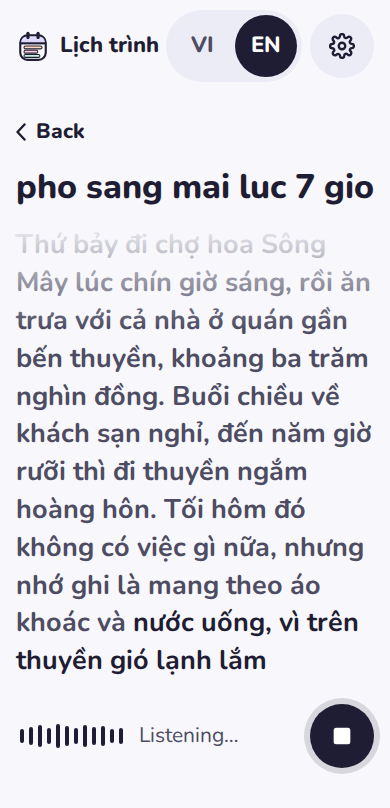 Lịch trình
VI
EN
Back
pho sang mai luc 7 gio
Thứ bảy đi chợ hoa Sông
Mây lúc chín giờ sáng, rồi ăn
trưa với cả nhà ở quán gần
bến thuyền, khoảng ba trăm
nghìn đồng. Buổi chiều về
khách sạn nghỉ, đến năm giờ
rưỡi thì đi thuyền ngắm
hoàng hôn. Tối hôm đó
không có việc gì nữa, nhưng
nhớ ghi là mang theo áo
khoác và nước uống, vì trên
thuyền gió lạnh lắm
Listening...